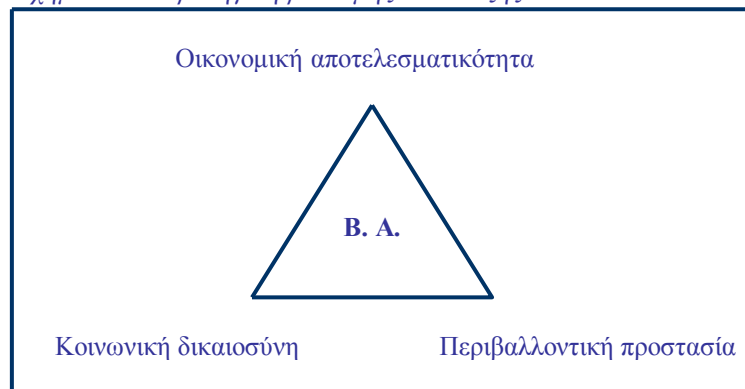 Οικονομική αποτελεσματικότητα
Β. Α.
Κοινωνική δικαιοσύνη Περιβαλλοντική προστασία